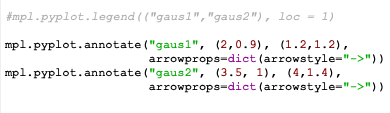 #mpl.pyplot.legend(("gaus1","gaus2"), loc = 1)
mpl.pyplot.annotate("gaus1", (2,0.9), (1.2,1.2),
arrowprops=dict(arrowstyle="->"))
mpl.pyplot.annotate("gaus2", (3.5, 1), (4,1.4),
arrowprops=dict(arrowstyle="->"))